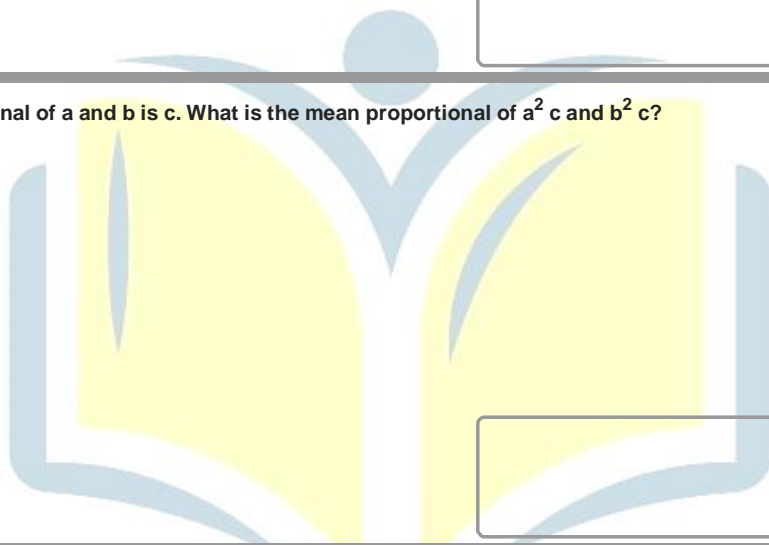 nal of a and b is c. What is the mean proportional of a² c and b² c?